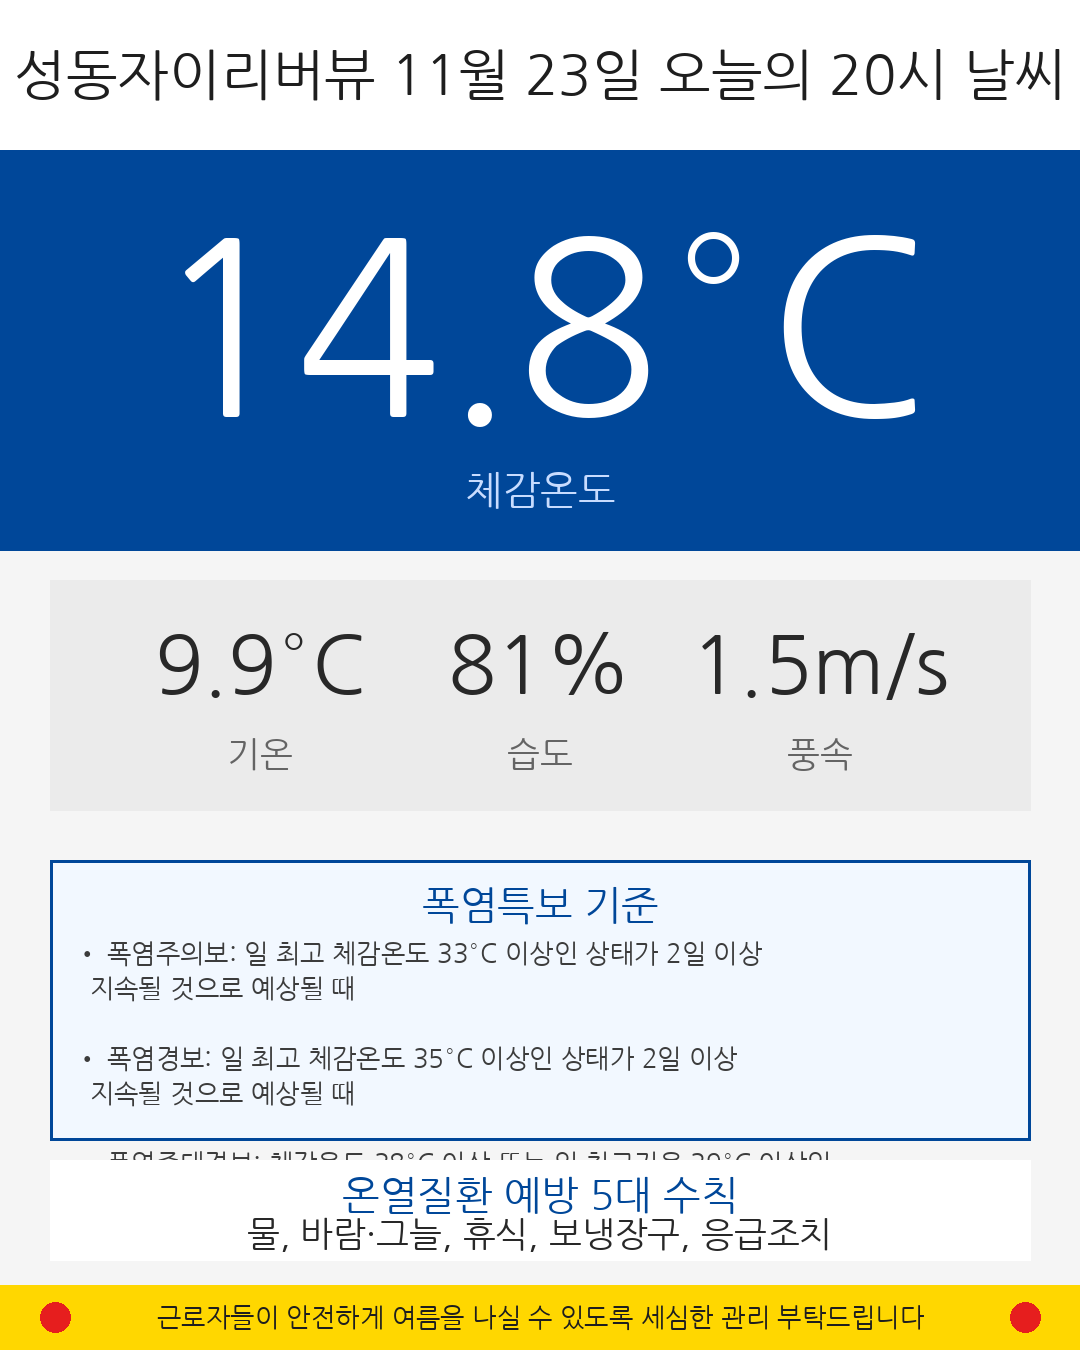 성동자이리버뷰 11월 23일 오늘의 20시 날씨
14.8°C
체감온도
9.9°C 81% 1.5m/s
기온 습도 풍속
폭염특보 기준
• 폭염주의보: 일 최고 체감온도 33°C 이상인 상태가 2일 이상
지속될 것으로 예상될 때
• 폭염경보: 일 최고 체감온도 35°C 이상인 상태가 2일 이상
지속될 것으로 예상될 때
온열질환 예방 5대 수칙
물, 바람·그늘, 휴식, 보냉장구, 응급조치
근로자들이 안전하게 여름을 나실 수 있도록 세심한 관리 부탁드립니다